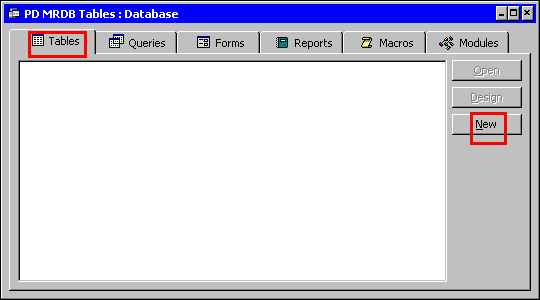 PD MRDB Tables : Database
Tables Queries Forms Reports Macros Modules
Open
Design
New